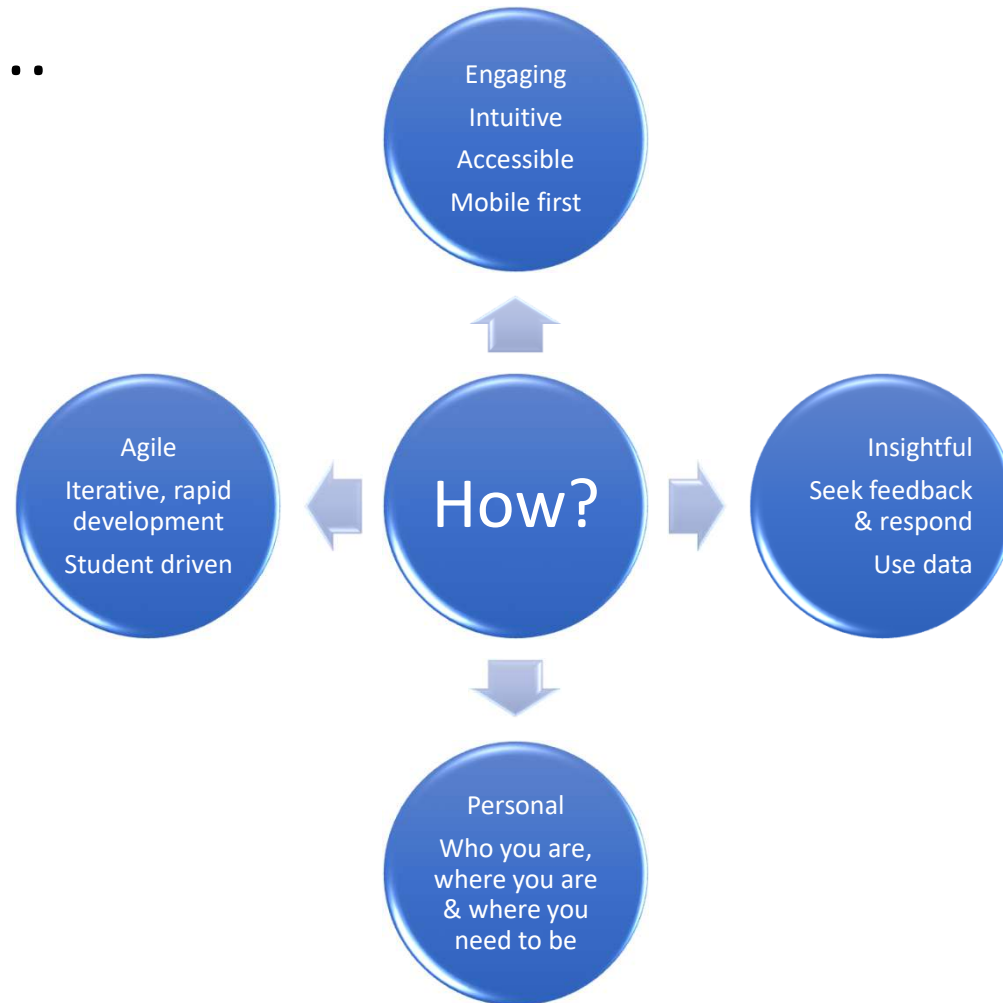 ..
Engaging
Intuitive
Accessible
Mobile first
Agile
Iterative, rapid
development
Student driven
How?
Insightful
Seek feedback
& respond
Use data
Personal
Who you are,
where you are
& where you
need to be